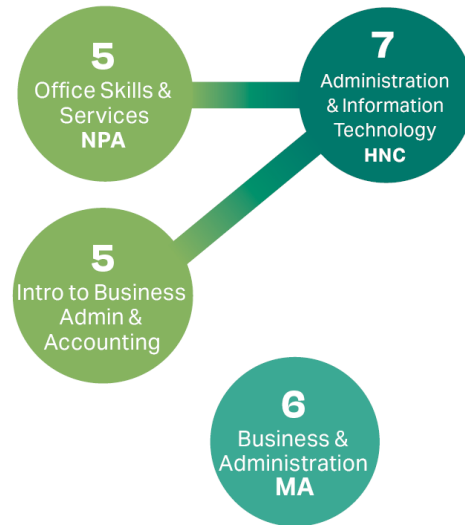 5
Office Skills &
Services
NPA
7
Administration
& Information
Technology
HNC
5
Intro to Business
Admin &
Accounting
6
Business &
Administration
MA